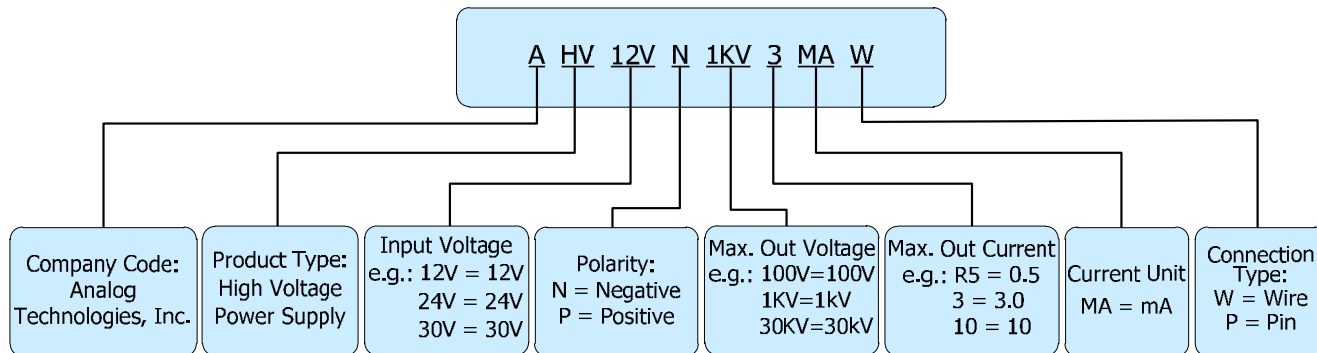 A HV 12V N 1KV 3 MA W
Company Code:
Analog
Technologies, Inc.
Product Type:
High Voltage
Power Supply
Input Voltage
e.g.: 12V = 12V
24V = 24V
30V = 30V
Polarity:
N = Negative
P = Positive
Max. Out Voltage
e.g.: 100V=100V
1KV=1kV
30KV=30kV
Max. Out Current
e.g.: R5 = 0.5
3 = 3.0
10 = 10
Current Unit
MA = mA
Connection
Type:
W = Wire
P = Pin